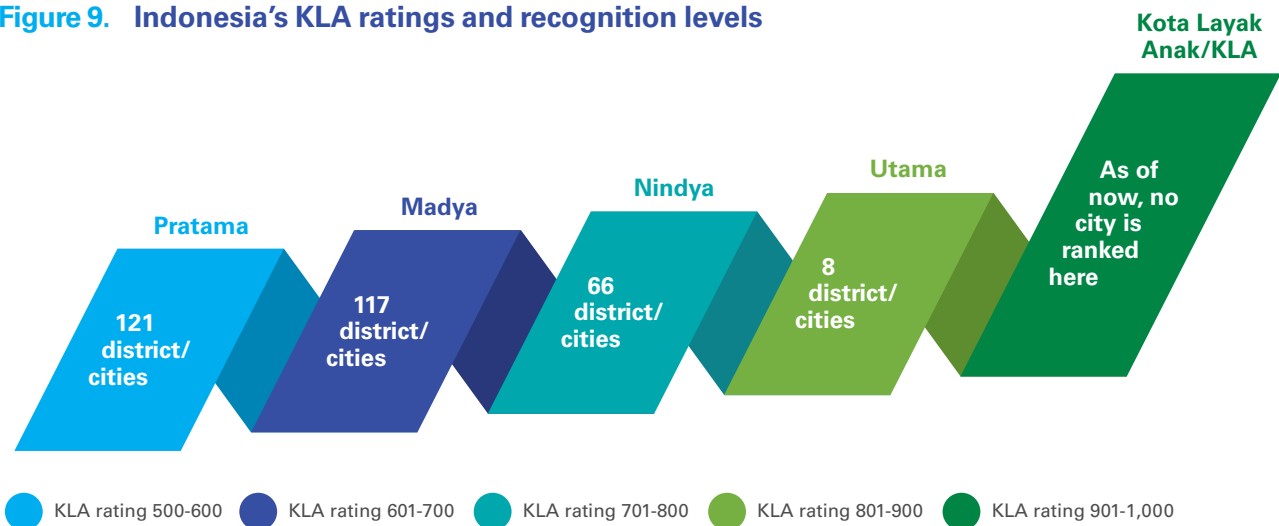 Figure 9. Indonesia's KLA ratings and recognition levels
Kota Layak
Anak/KLA
Utama
Nindya
Madya
Pratama
121
district/
cities
117
district/
cities
66
district/
cities
8
district/
cities
As of
now, no
city is
ranked
here
KLA rating 500-600
KLA rating 601-700
KLA rating 701-800
KLA rating 801-900
KLA rating 901-1,000